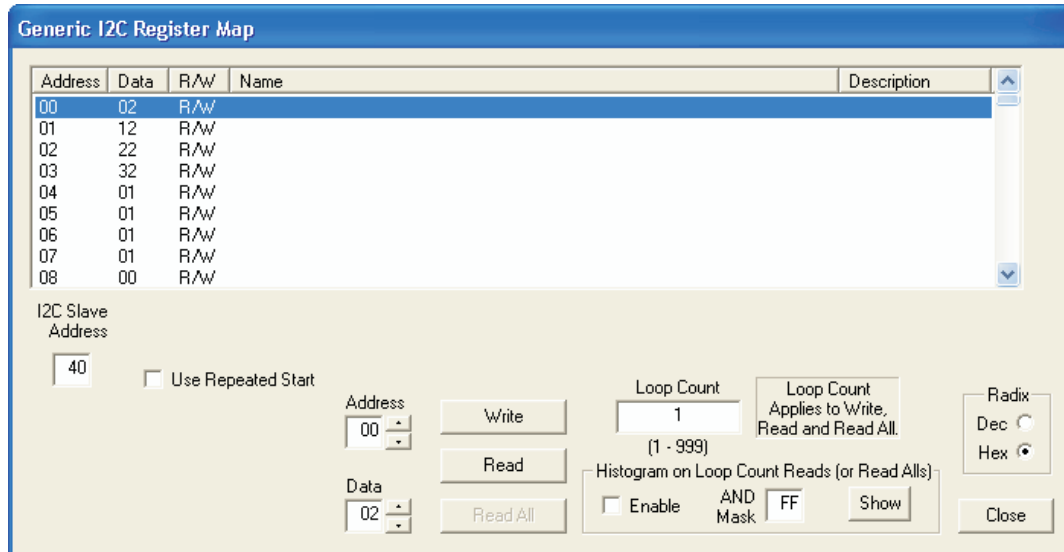 Generic I2C Register Map
Address Data R/W Name Description
00 02 R/W
01 12 R/W
02 22 R/W
03 32 R/W
04 01 R/W
05 01 R/W
06 01 R/W
07 01 R/W
08 00 R/W
I2C Slave
Address
40
Use Repeated Start
Address
00
Data
02
Write
Read
Read All
Loop Count
1
(1 - 999)
Loop Count
Applies to Write,
Read and Read All.
Histogram on Loop Count Reads (or Read Alls)
Enable
AND
Mask
FF
Show
Radix
Dec
Hex
Close